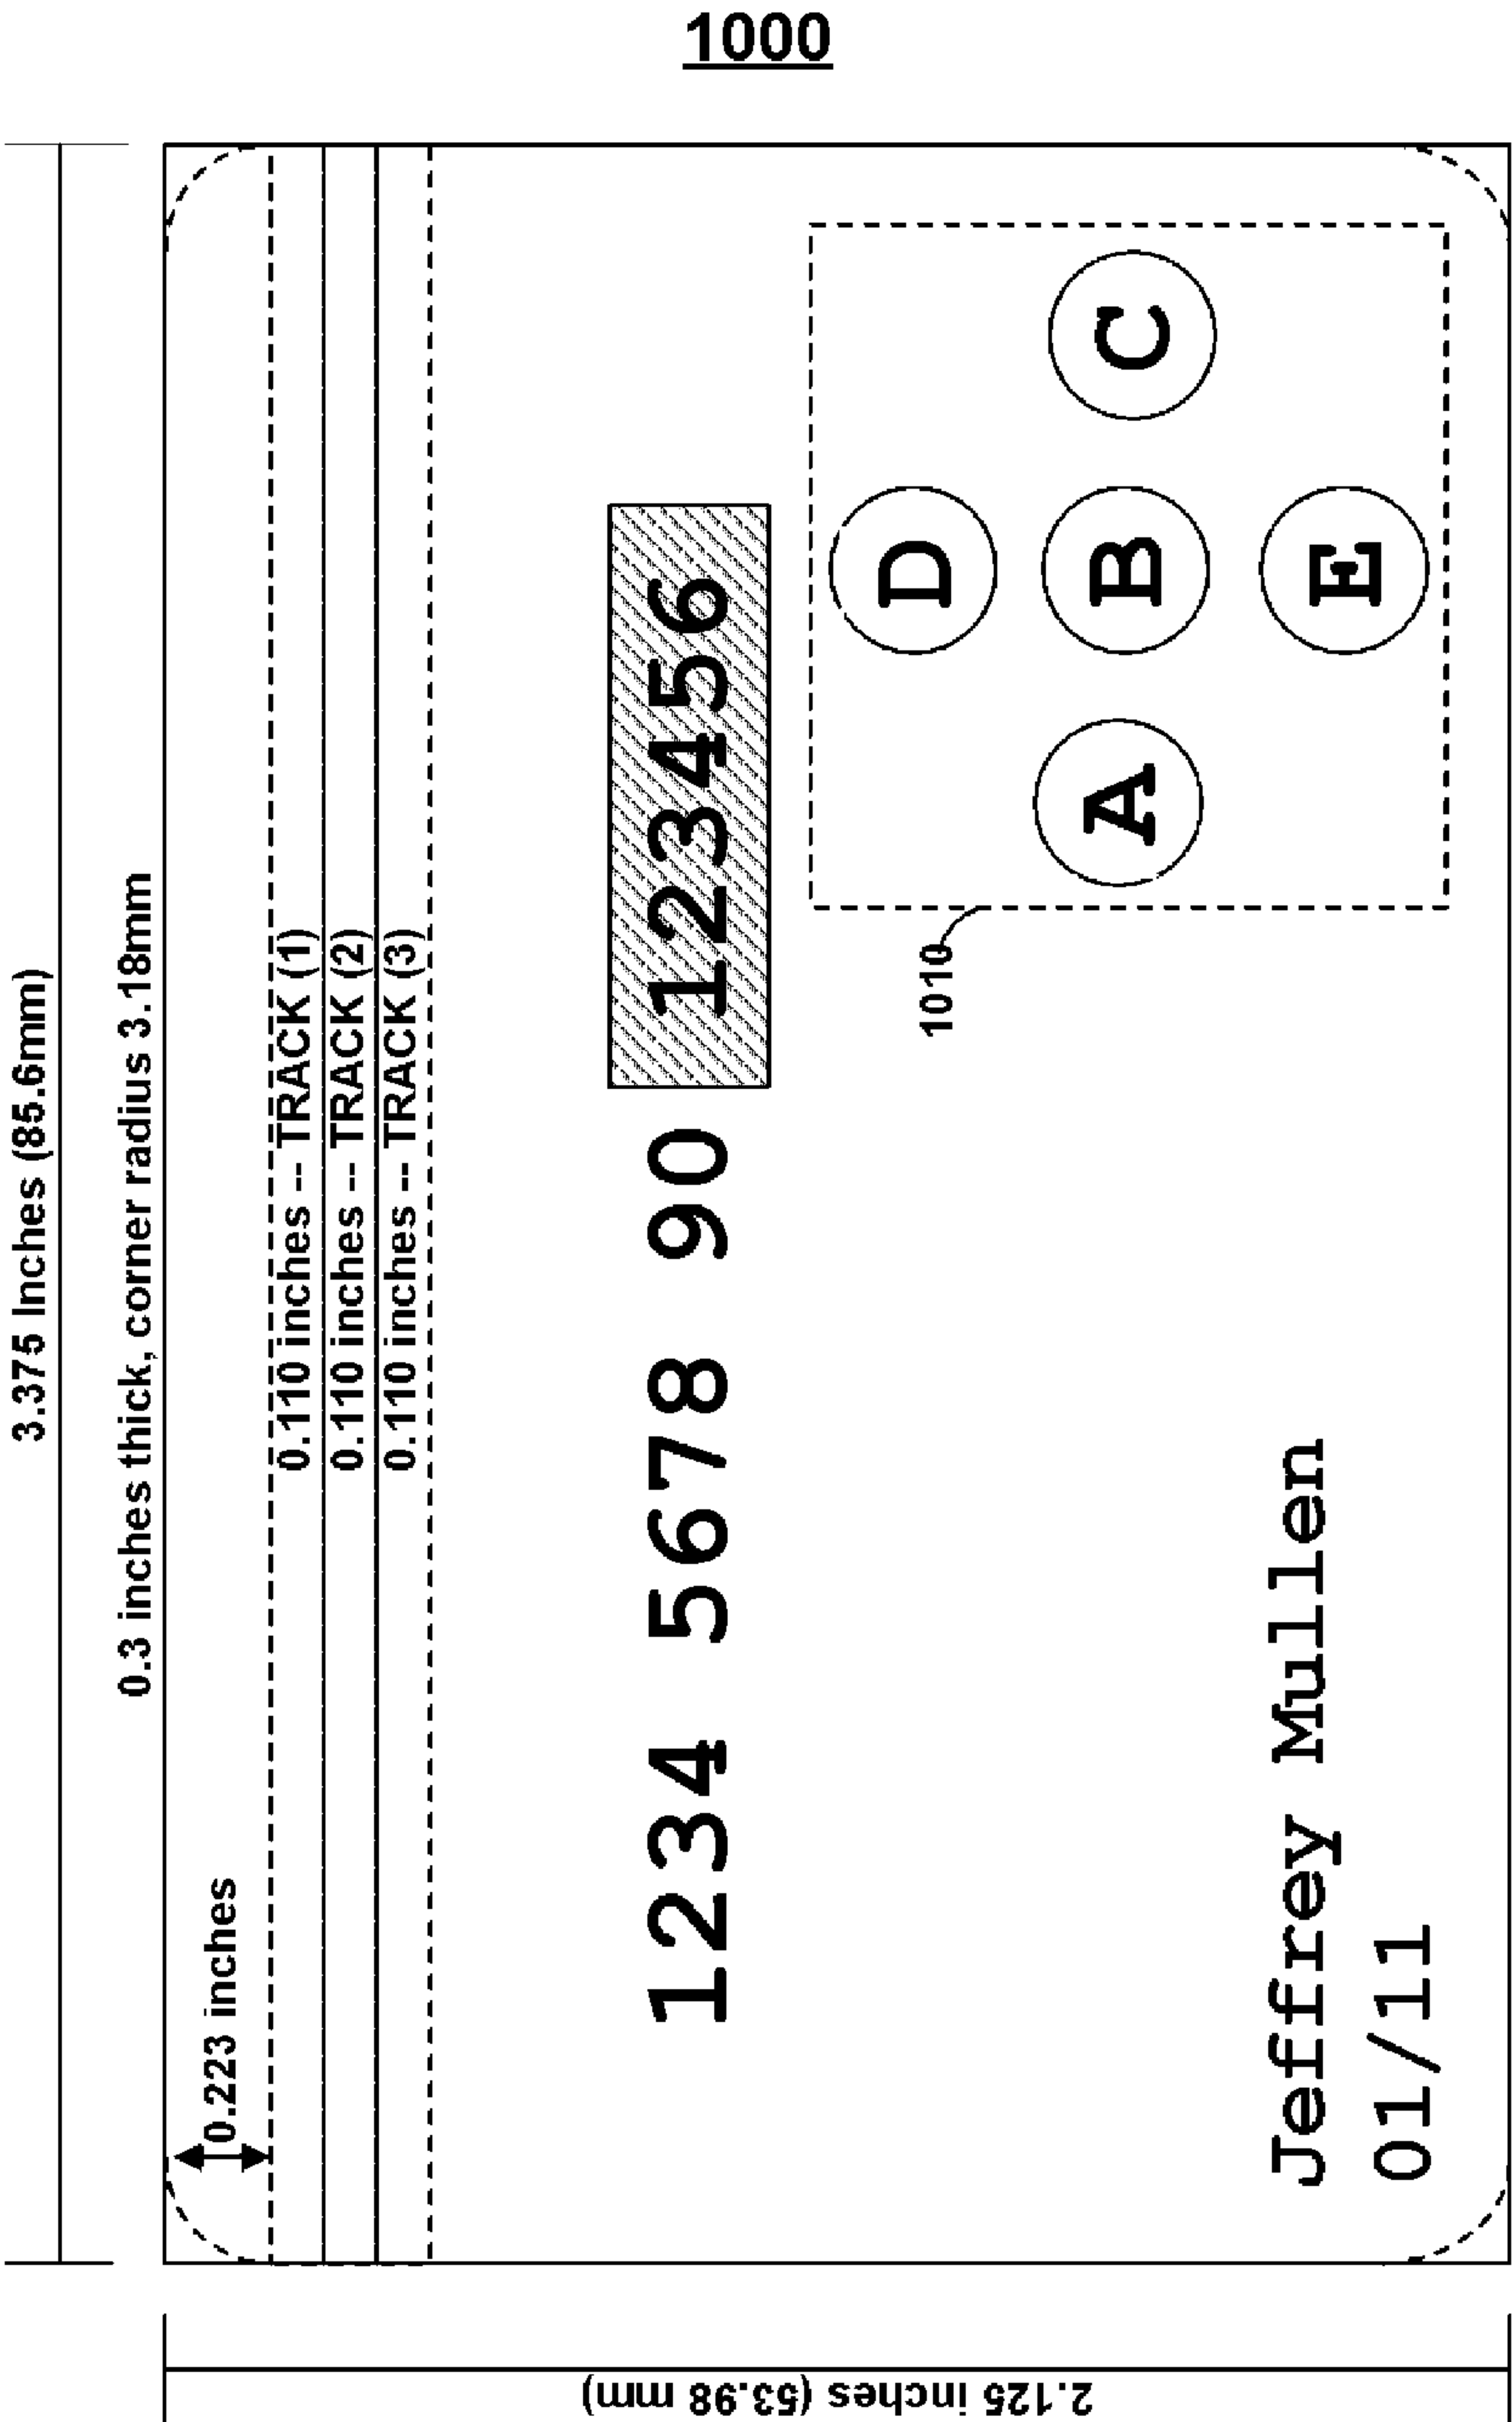 1000
3.375 Inches (85.6mm)
0.3 inches thick, corner radius 3.18mm
0.223 inches
0.110 inches -- TRACK (1)
0.110 inches -- TRACK (2)
0.110 inches -- TRACK (3)
1234 5678 90 123456
1010
D
A B C
E
Jeffrey Mullen
01/11
2.125 inches (53.98 mm)